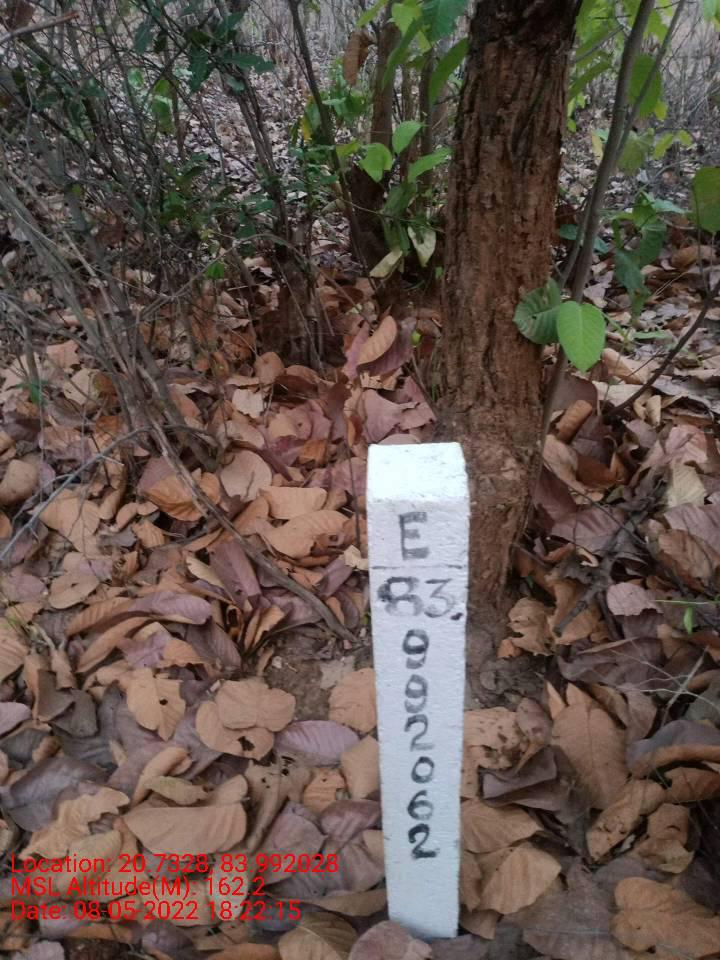 E
83.
992062
Location: 20.7328, 83.992028
MSL Altitude(M): 162.2
Date: 08-05-2022 18:22:15